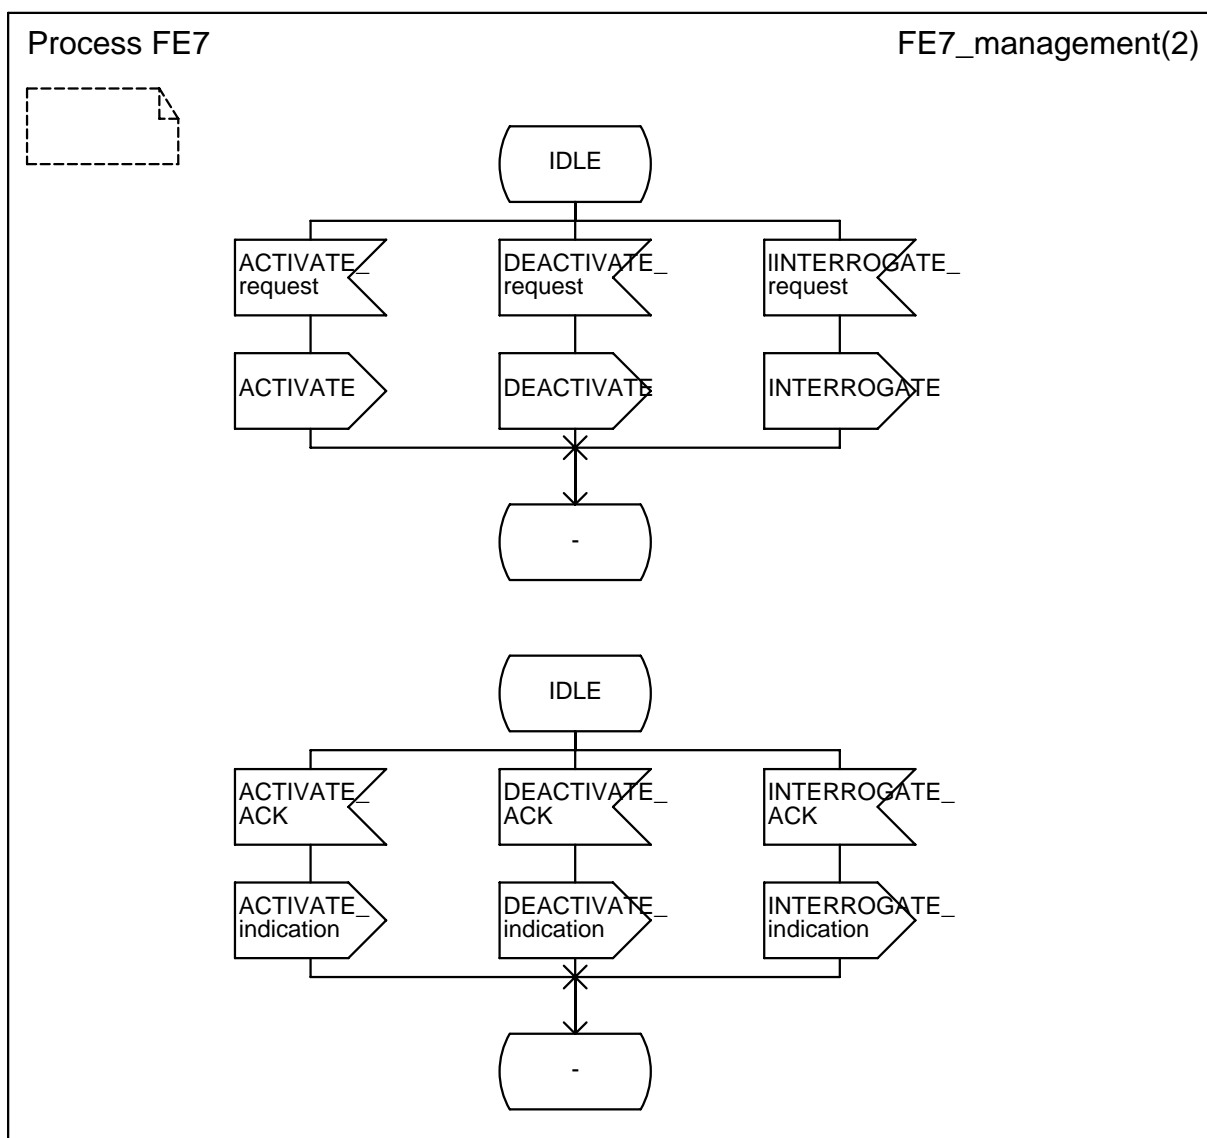 Process FE7
FE7_management(2)
IDLE
ACTIVATE_
request
DEACTIVATE_
request
IINTERROGATE_
request
ACTIVATE
DEACTIVATE
INTERROGATE
-
IDLE
ACTIVATE_
ACK
DEACTIVATE_
ACK
INTERROGATE_
ACK
ACTIVATE_
indication
DEACTIVATE_
indication
INTERROGATE_
indication
-